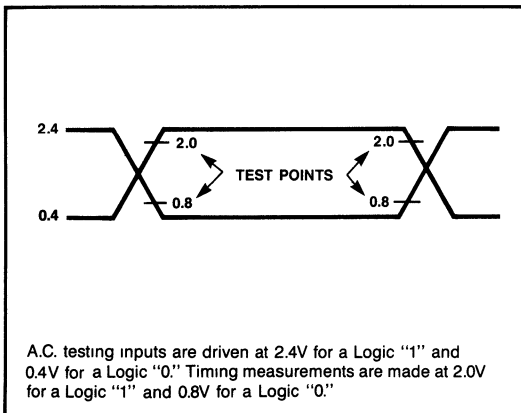 2.4
2.0
2.0
TEST POINTS
0.8
0.8
0.4
A.C. testing inputs are driven at 2.4V for a Logic “1” and
0.4V for a Logic “0.” Timing measurements are made at 2.0V
for a Logic “1” and 0.8V for a Logic “0.”